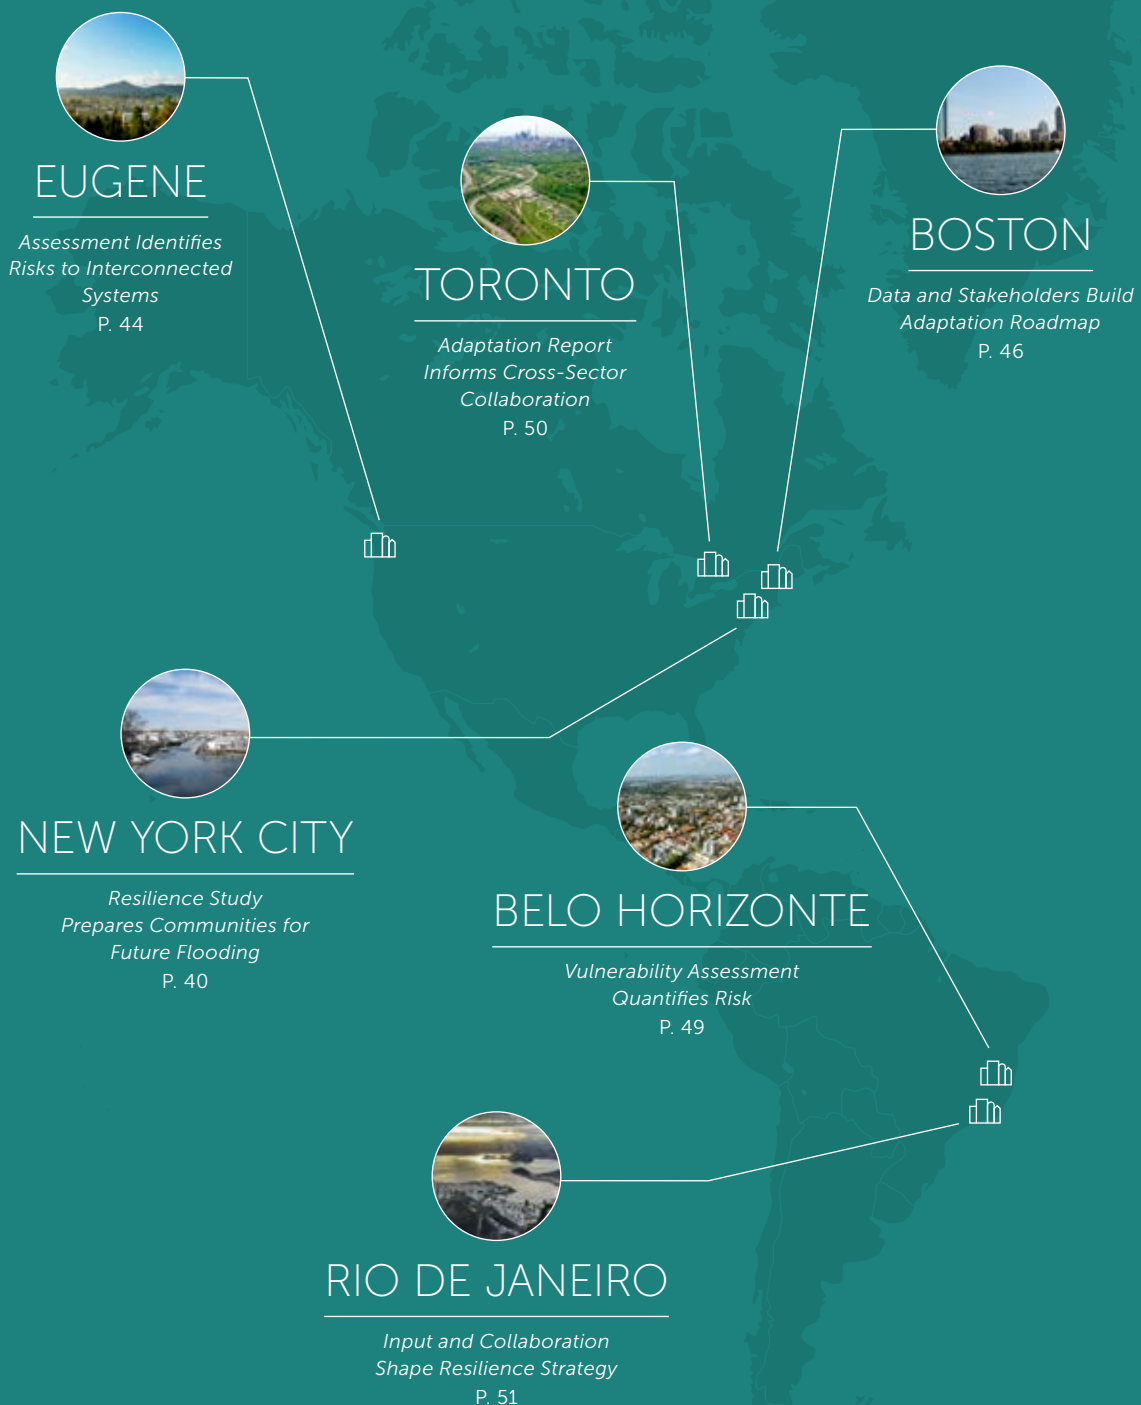 EUGENE
Assessment Identifies
Risks to Interconnected
Systems
P. 44
TORONTO
Adaptation Report
Informs Cross-Sector
Collaboration
P. 50
BOSTON
Data and Stakeholders Build
Adaptation Roadmap
P. 46
NEW YORK CITY
Resilience Study
Prepares Communities for
Future Flooding
P. 40
BELO HORIZONTE
Vulnerability Assessment
Quantifies Risk
P. 49
RIO DE JANEIRO
Input and Collaboration
Shape Resilience Strategy
P. 51